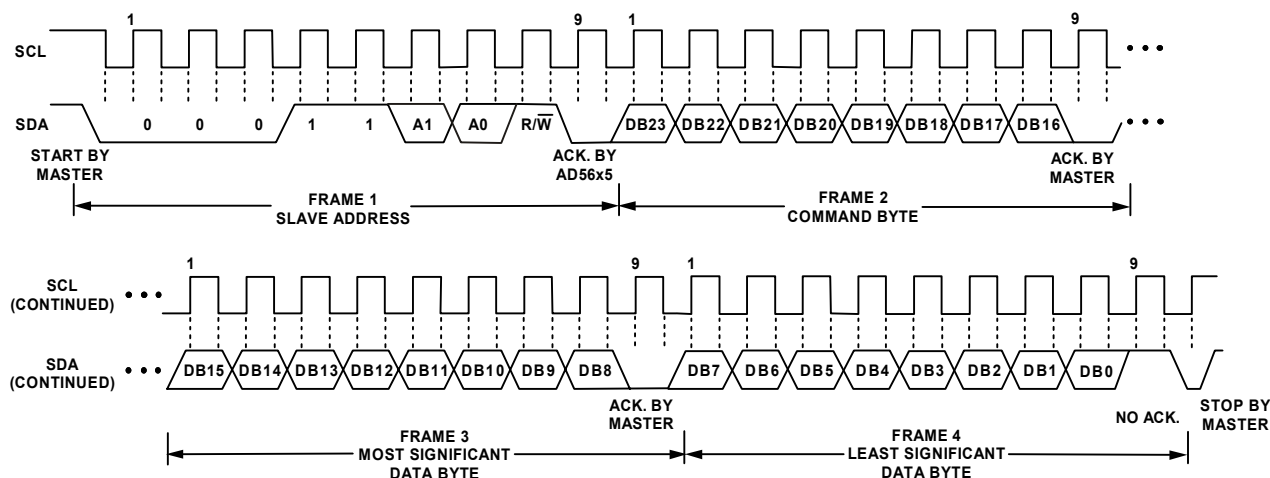 1 9 1 9
SCL
SDA 0 0 0 1 1 A1 A0 R/W DB23 DB22 DB21 DB20 DB19 DB18 DB17 DB16
START BY
MASTER
ACK. BY
AD56x5
ACK. BY
MASTER
FRAME 1
SLAVE ADDRESS
FRAME 2
COMMAND BYTE
1 9 1 9
SCL
(CONTINUED)
SDA
(CONTINUED)
DB15 DB14 DB13 DB12 DB11 DB10 DB9 DB8 DB7 DB6 DB5 DB4 DB3 DB2 DB1 DB0
ACK. BY
MASTER
NO ACK.
STOP BY
MASTER
FRAME 3
MOST SIGNIFICANT
DATA BYTE
FRAME 4
LEAST SIGNIFICANT
DATA BYTE